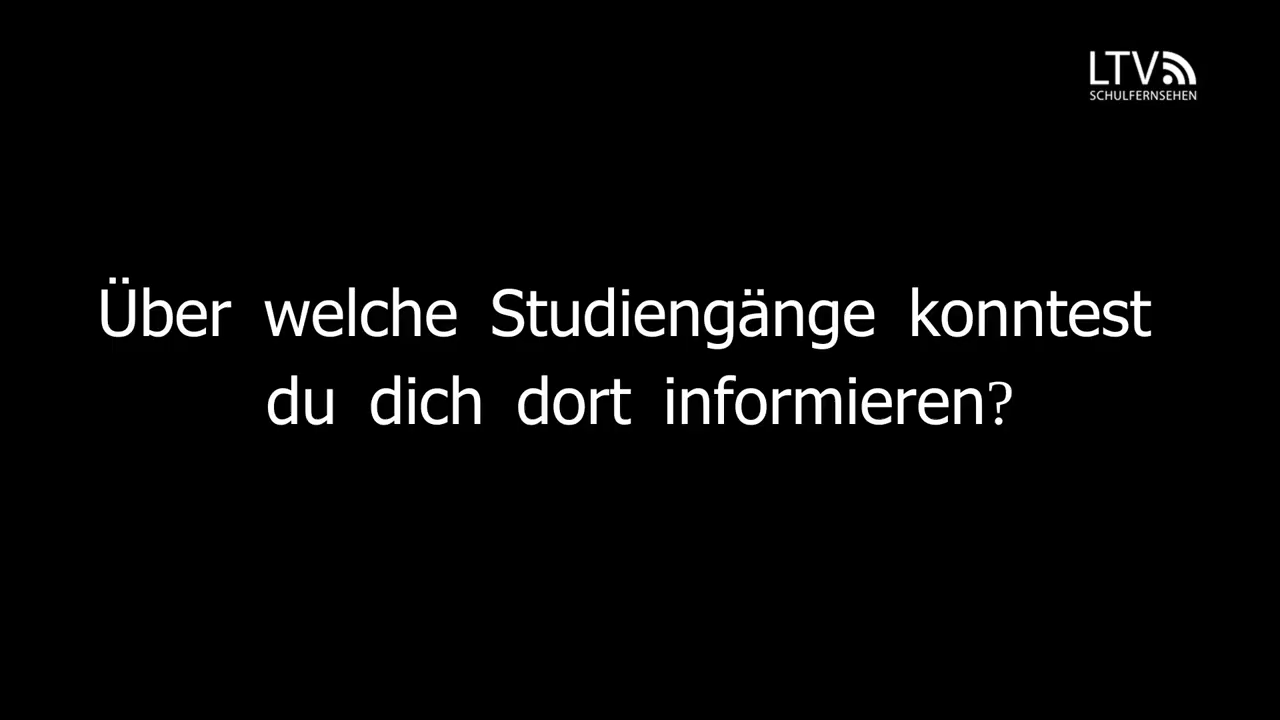 LTV
SCHULFERNSEHEN
Über welche Studiengänge konntest
du dich dort informieren?